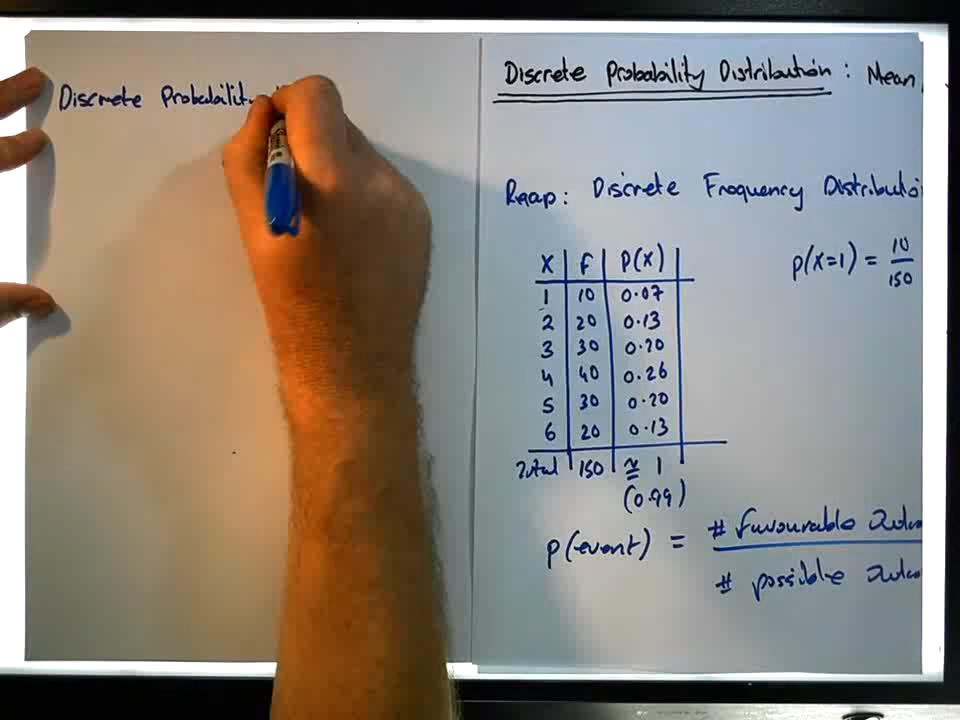 Discrete Probability
Discrete Probability Distribution : Mean,
Recap: Discrete Frequency Distributio
X F P(X)
1 10 0.07
2 20 0.13
3 30 0.20
4 40 0.26
5 30 0.20
6 20 0.13
Total 150 ≅ 1
(0.99)
P(X=1) = 10/150
P(event) = # favourable outco
# possible outco